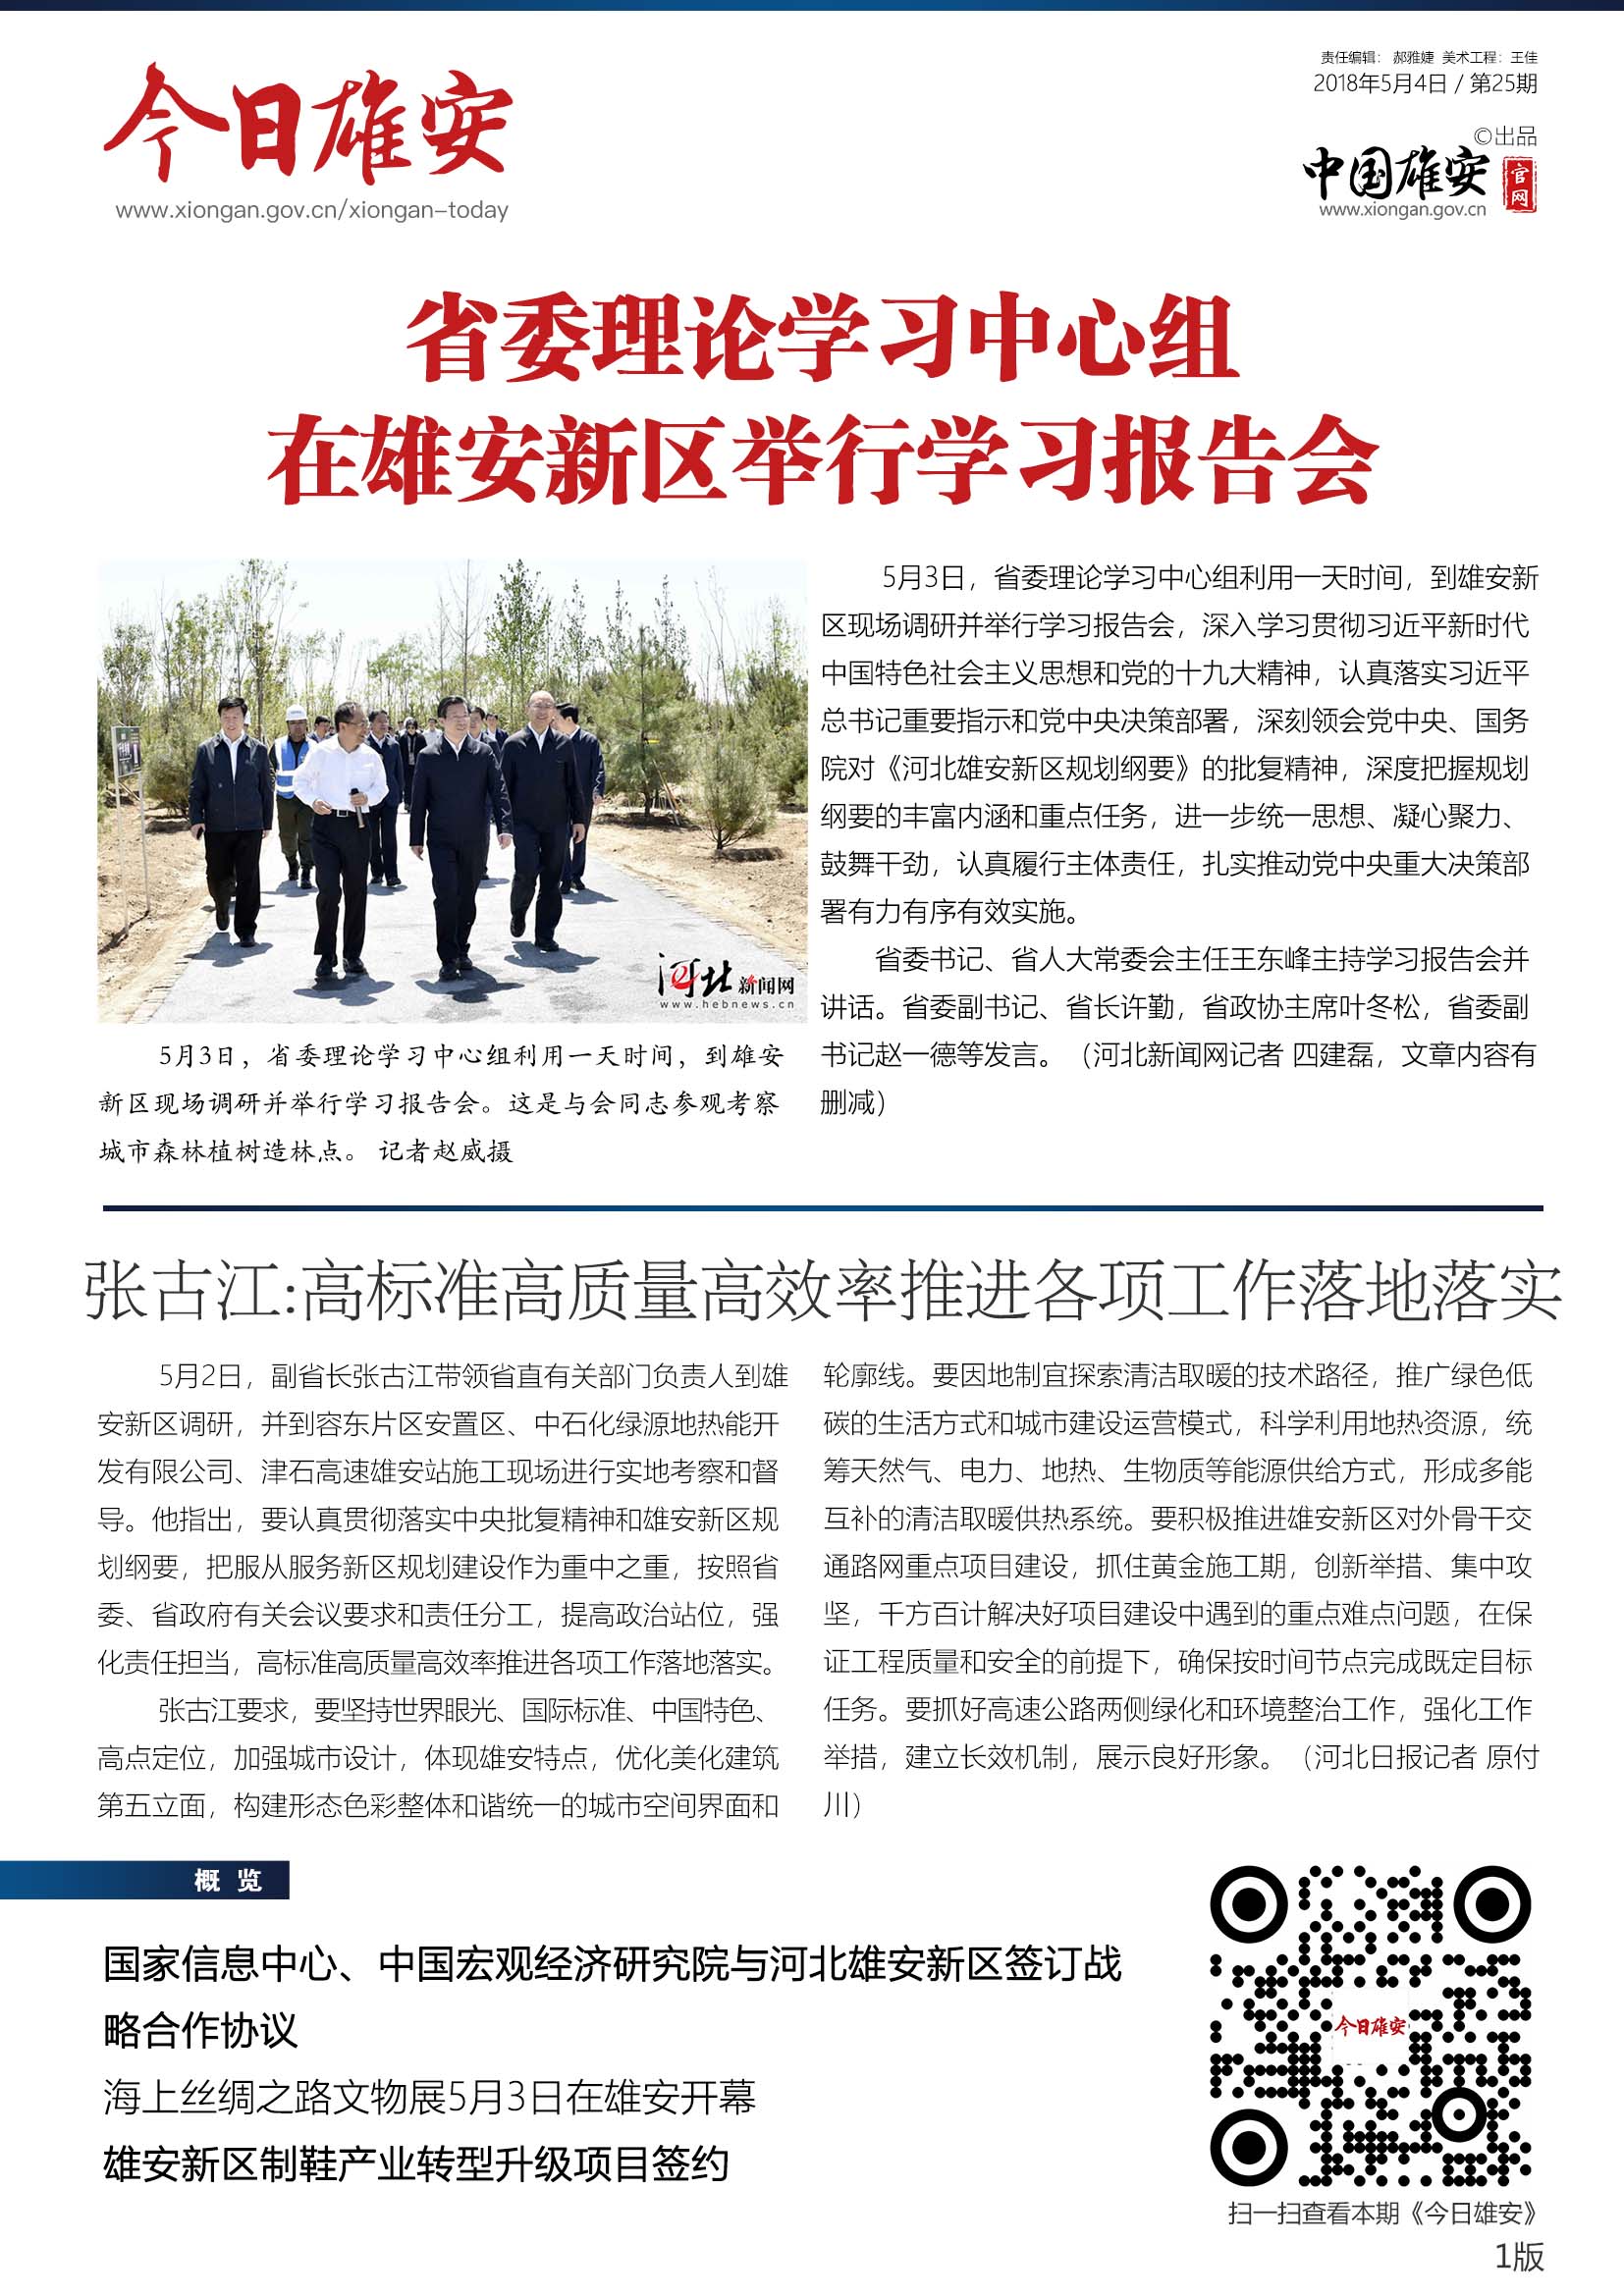 责任编辑： 郝雅婕 美术工程：王佳
2018年5月4日 / 第25期
今日雄安
www.xiongan.gov.cn/xiongan-today
©出品
中国雄安
官网
www.xiongan.gov.cn
省委理论学习中心组
在雄安新区举行学习报告会
河北新闻网
www.hebnews.cn
5月3日，省委理论学习中心组利用一天时间，到雄安
新区现场调研并举行学习报告会。这是与会同志参观考察
城市森林植树造林点。 记者赵威摄
5月3日，省委理论学习中心组利用一天时间，到雄安新
区现场调研并举行学习报告会，深入学习贯彻习近平新时代
中国特色社会主义思想和党的十九大精神，认真落实习近平
总书记重要指示和党中央决策部署，深刻领会党中央、国务
院对《河北雄安新区规划纲要》的批复精神，深度把握规划
纲要的丰富内涵和重点任务，进一步统一思想、凝心聚力、
鼓舞干劲，认真履行主体责任，扎实推动党中央重大决策部
署有力有序有效实施。
省委书记、省人大常委会主任王东峰主持学习报告会并
讲话。省委副书记、省长许勤，省政协主席叶冬松，省委副
书记赵一德等发言。（河北新闻网记者 四建磊，文章内容有
删减）
张古江:高标准高质量高效率推进各项工作落地落实
5月2日，副省长张古江带领省直有关部门负责人到雄
安新区调研，并到容东片区安置区、中石化绿源地热能开
发有限公司、津石高速雄安站施工现场进行实地考察和督
导。他指出，要认真贯彻落实中央批复精神和雄安新区规
划纲要，把服从服务新区规划建设作为重中之重，按照省
委、省政府有关会议要求和责任分工，提高政治站位，强
化责任担当，高标准高质量高效率推进各项工作落地落实。
张古江要求，要坚持世界眼光、国际标准、中国特色、
高点定位，加强城市设计，体现雄安特点，优化美化建筑
第五立面，构建形态色彩整体和谐统一的城市空间界面和
轮廓线。要因地制宜探索清洁取暖的技术路径，推广绿色低
碳的生活方式和城市建设运营模式，科学利用地热资源，统
筹天然气、电力、地热、生物质等能源供给方式，形成多能
互补的清洁取暖供热系统。要积极推进雄安新区对外骨干交
通路网重点项目建设，抓住黄金施工期，创新举措、集中攻
坚，千方百计解决好项目建设中遇到的重点难点问题，在保
证工程质量和安全的前提下，确保按时间节点完成既定目标
任务。要抓好高速公路两侧绿化和环境整治工作，强化工作
举措，建立长效机制，展示良好形象。（河北日报记者 原付
川）
概 览
国家信息中心、中国宏观经济研究院与河北雄安新区签订战
略合作协议
海上丝绸之路文物展5月3日在雄安开幕
雄安新区制鞋产业转型升级项目签约
今日雄安
扫一扫查看本期《今日雄安》
1版